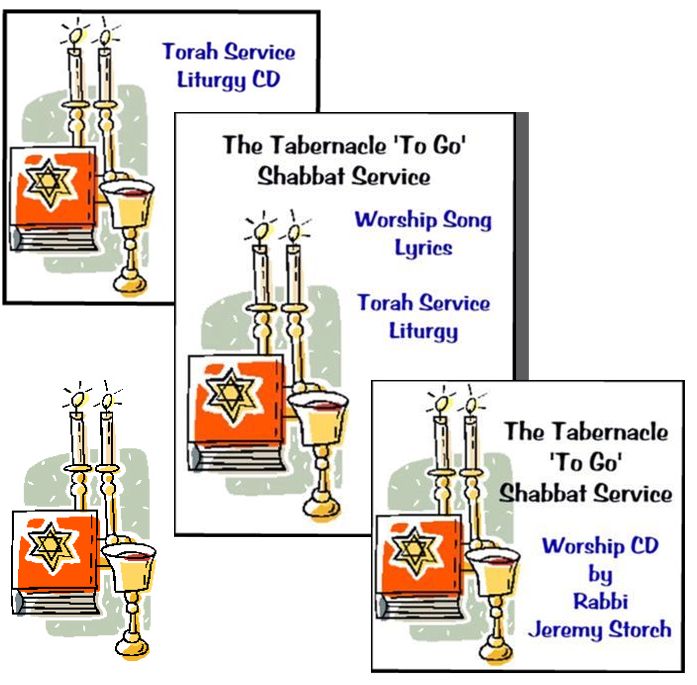 Torah Service
Liturgy CD
The Tabernacle 'To Go'
Shabbat Service
Worship Song
Lyrics
Torah Service
Liturgy
The Tabernacle
'To Go'
Shabbat Service
Worship CD
by
Rabbi
Jeremy Storch